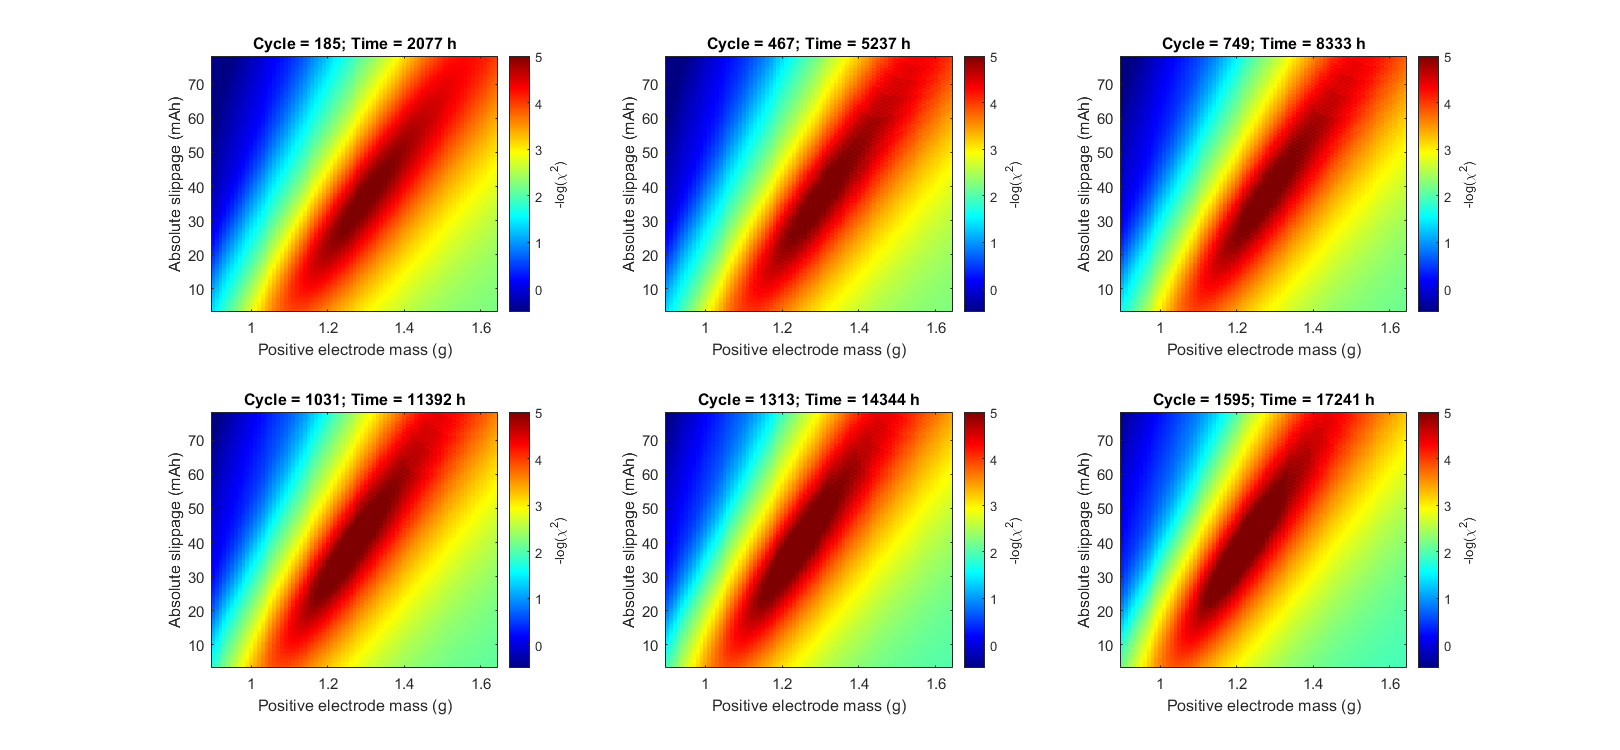 Cycle = 185; Time = 2077 h
Absolute slippage (mAh)
70
60
50
40
30
20
10
1 1.2 1.4 1.6
Positive electrode mass (g)
5
4
3
2
1
0
-log(χ²)
Cycle = 467; Time = 5237 h
Absolute slippage (mAh)
70
60
50
40
30
20
10
1 1.2 1.4 1.6
Positive electrode mass (g)
5
4
3
2
1
0
-log(χ²)
Cycle = 749; Time = 8333 h
Absolute slippage (mAh)
70
60
50
40
30
20
10
1 1.2 1.4 1.6
Positive electrode mass (g)
5
4
3
2
1
0
-log(χ²)
Cycle = 1031; Time = 11392 h
Absolute slippage (mAh)
70
60
50
40
30
20
10
1 1.2 1.4 1.6
Positive electrode mass (g)
5
4
3
2
1
0
-log(χ²)
Cycle = 1313; Time = 14344 h
Absolute slippage (mAh)
70
60
50
40
30
20
10
1 1.2 1.4 1.6
Positive electrode mass (g)
5
4
3
2
1
0
-log(χ²)
Cycle = 1595; Time = 17241 h
Absolute slippage (mAh)
70
60
50
40
30
20
10
1 1.2 1.4 1.6
Positive electrode mass (g)
5
4
3
2
1
0
-log(χ²)